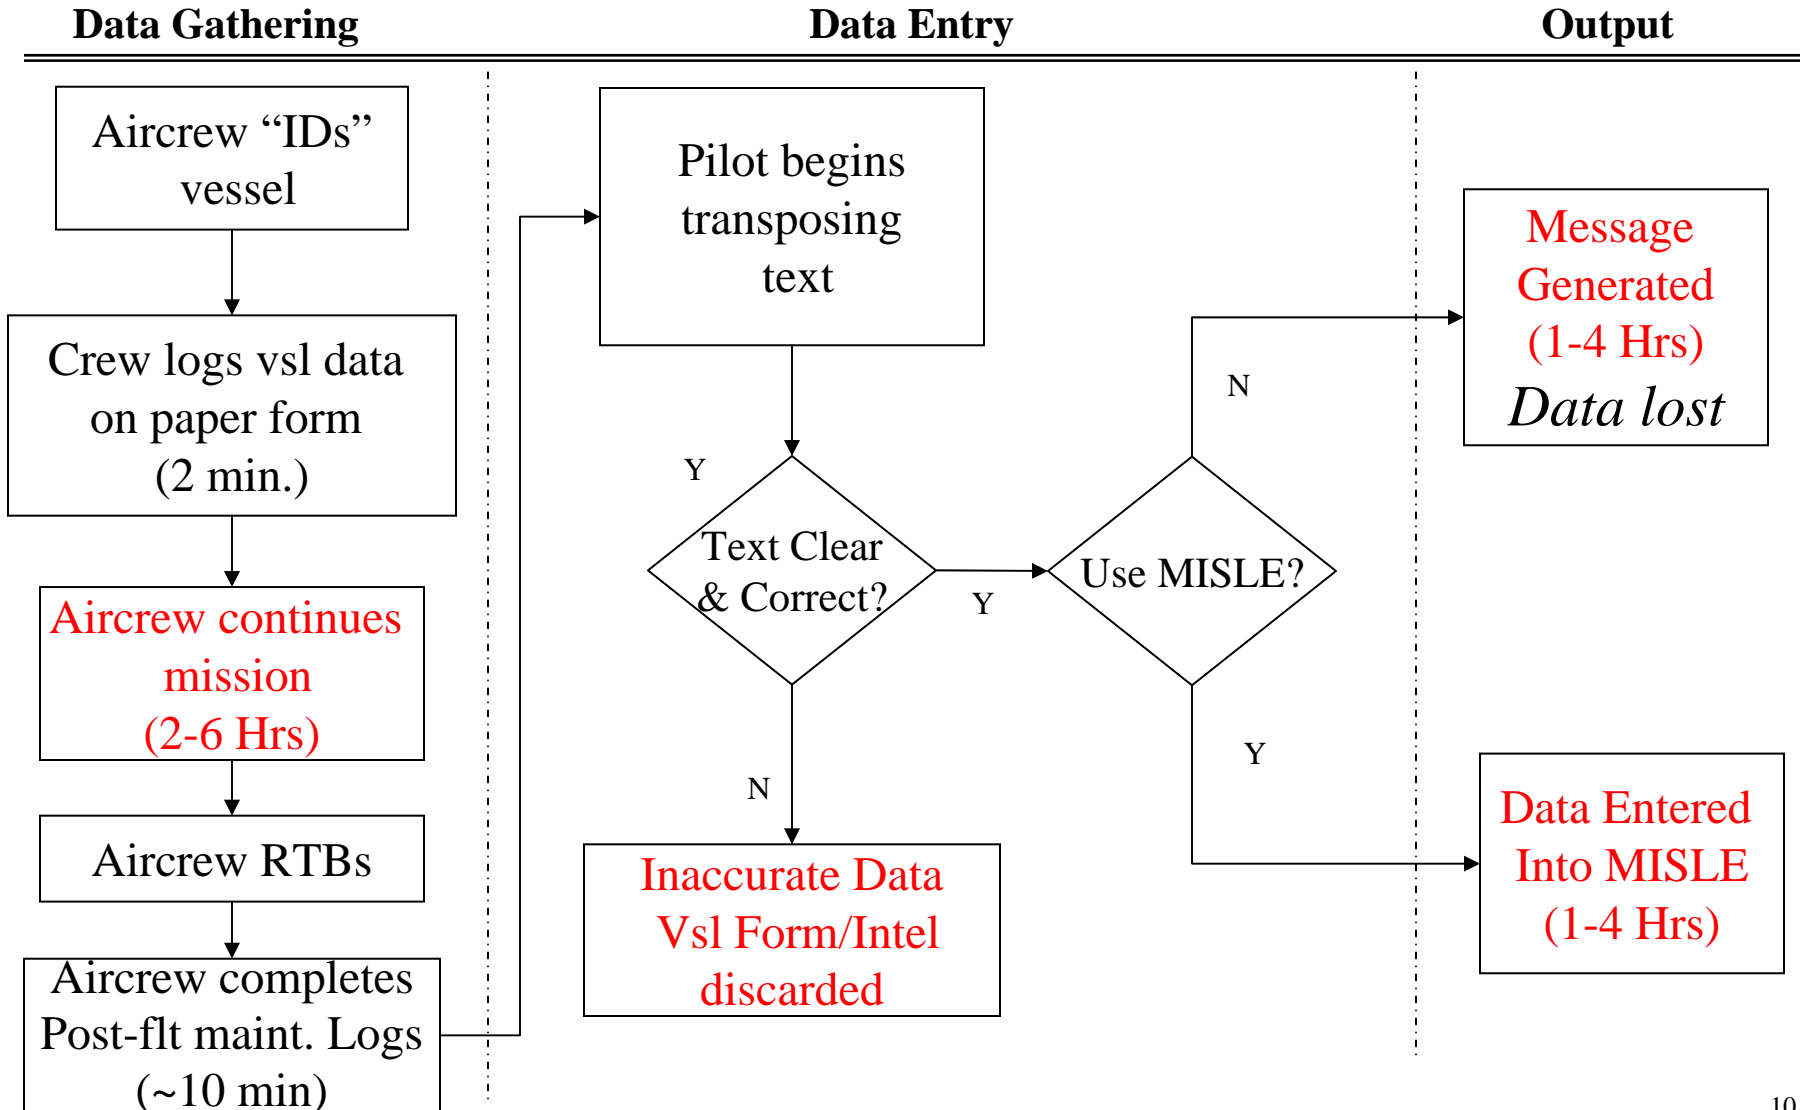 Data Gathering
Data Entry
Output
Aircrew “IDs”
vessel
Crew logs vsl data
on paper form
(2 min.)
Aircrew continues
mission
(2-6 Hrs)
Aircrew RTBs
Aircrew completes
Post-flt maint. Logs
(~10 min)
Pilot begins
transposing
text
Y
Text Clear
& Correct?
Y
N
Inaccurate Data
Vsl Form/Intel
discarded
Use MISLE?
N
Y
Message
Generated
(1-4 Hrs)
Data lost
Data Entered
Into MISLE
(1-4 Hrs)
10